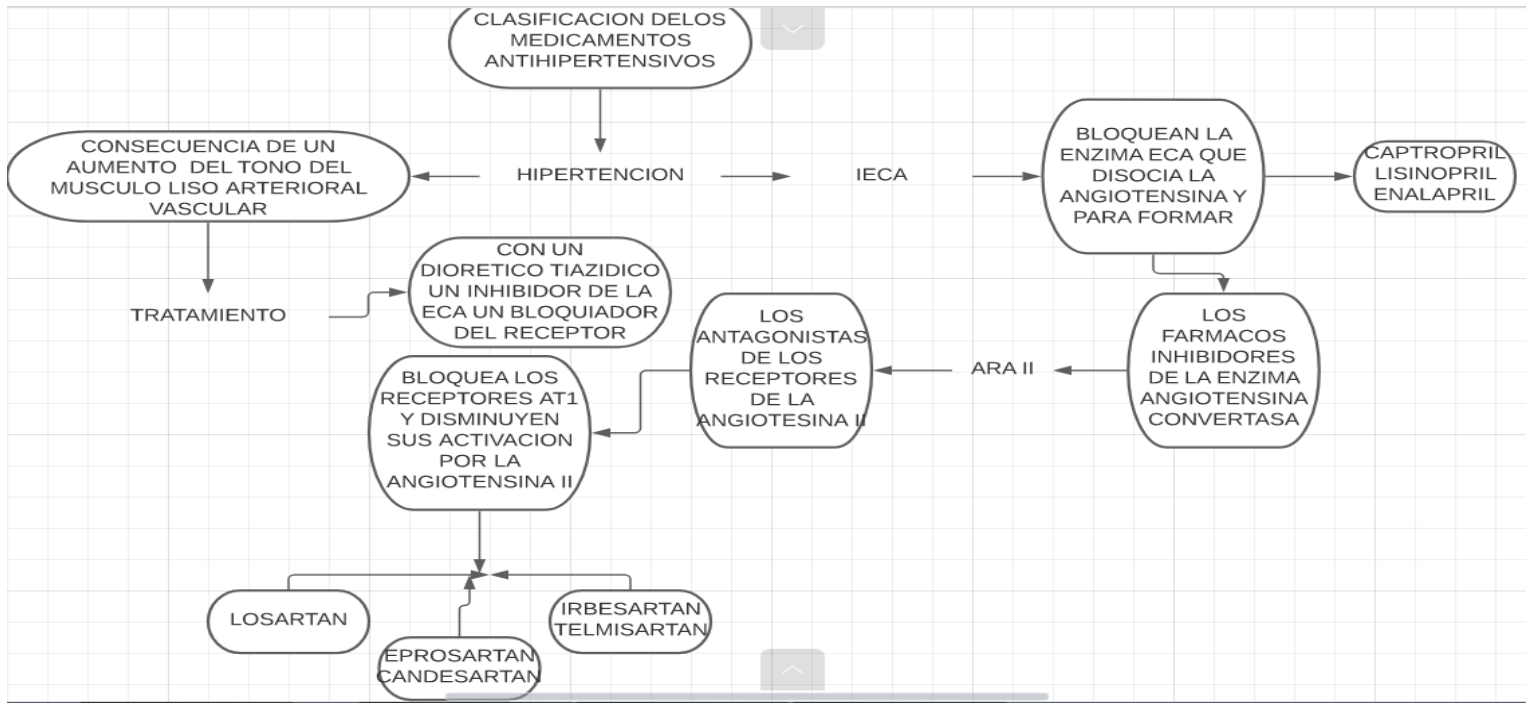 CLASIFICACION DELOS
MEDICAMENTOS
ANTIHIPERTENSIVOS
CONSECUENCIA DE UN
AUMENTO DEL TONO DEL
MUSCULO LISO ARTERIORAL
VASCULAR
HIPERTENCION
IECA
BLOQUEAN LA
ENZIMA ECA QUE
DISOCIA LA
ANGIOTENSINA Y
PARA FORMAR
CAPTROPRIL
LISINOPRIL
ENALAPRIL
TRATAMIENTO
CON UN
DIORETICO TIAZIDICO
UN INHIBIDOR DE LA
ECA UN BLOQUIADOR
DEL RECEPTOR
LOS
ANTAGONISTAS
DE LOS
RECEPTORES
DE LA
ANGIOTESINA II
ARA II
LOS
FARMACOS
INHIBIDORES
DE LA ENZIMA
ANGIOTENSINA
CONVERTASA
BLOQUEA LOS
RECEPTORES AT1
Y DISMINUYEN
SUS ACTIVACION
POR LA
ANGIOTENSINA II
LOSARTAN
EPROSARTAN
CANDESARTAN
IRBESARTAN
TELMISARTAN